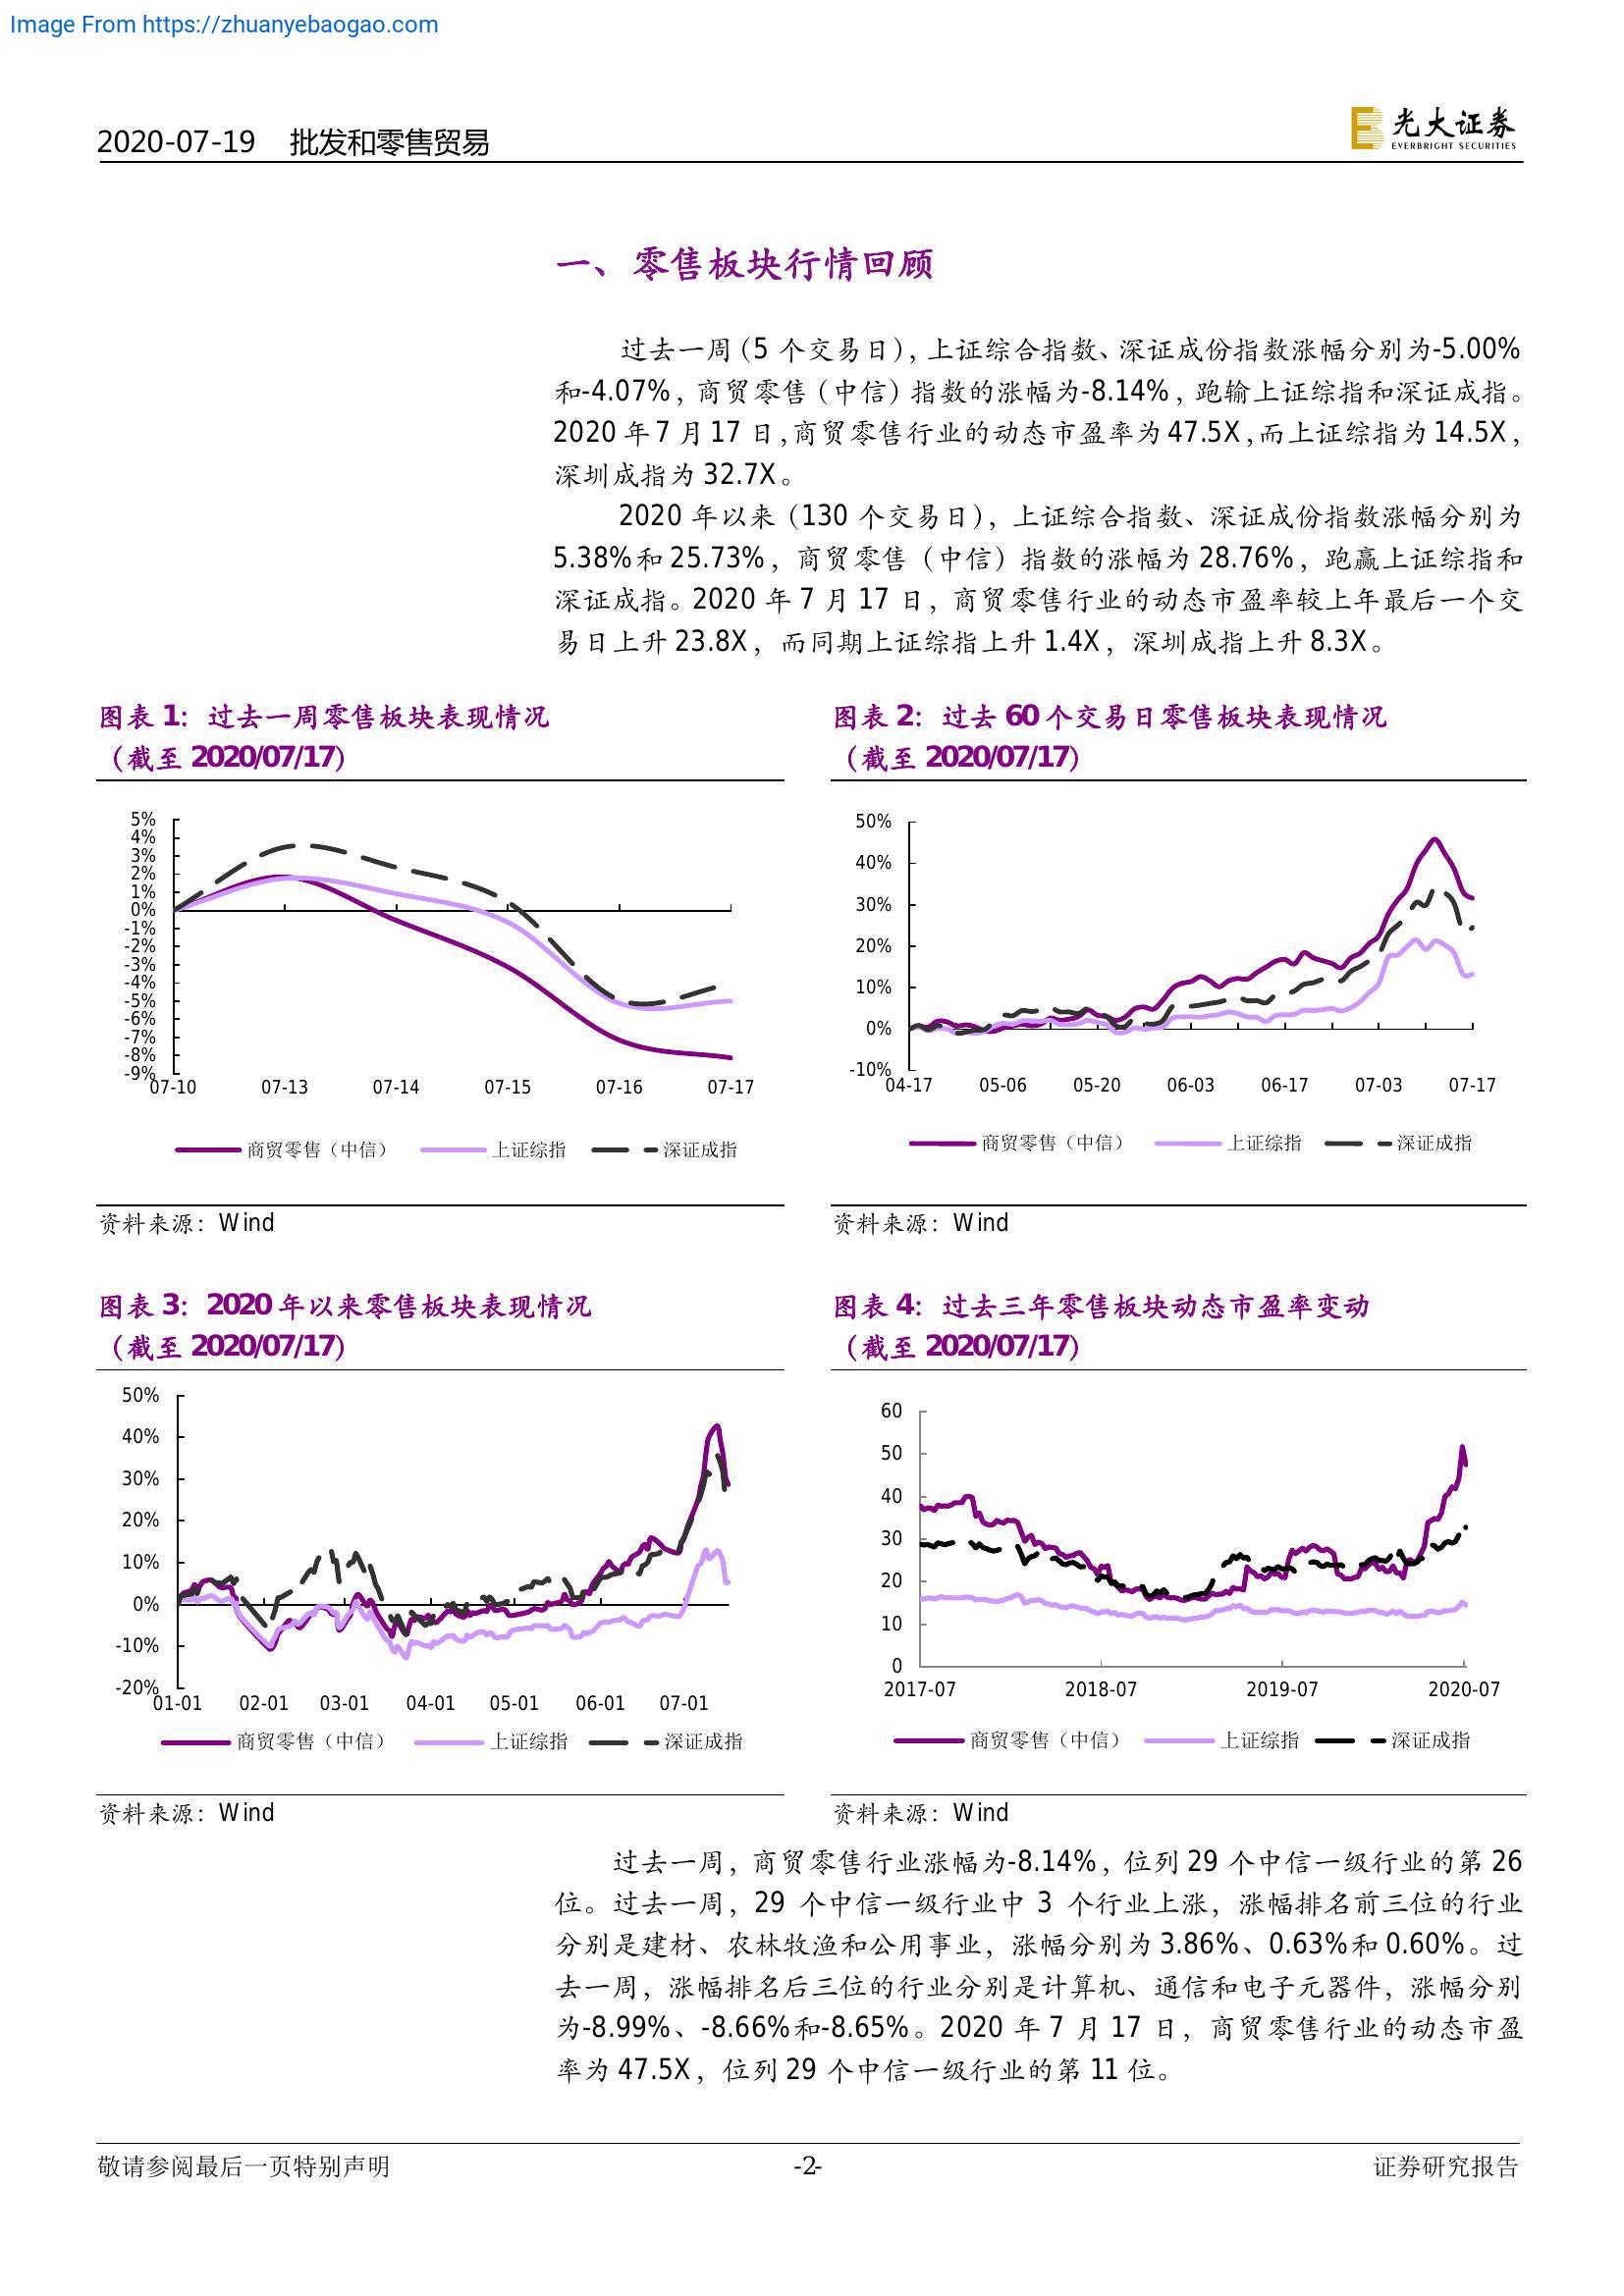 Image From https://zhuanyebaogao.com
2020-07-19 批发和零售贸易
光大证券
EVERBRIGHT SECURITIES
一、零售板块行情回顾
过去一周（5 个交易日），上证综合指数、深证成份指数涨幅分别为-5.00%
和-4.07%，商贸零售（中信）指数的涨幅为-8.14%，跑输上证综指和深证成指。
2020 年 7 月 17 日，商贸零售行业的动态市盈率为 47.5X，而上证综指为 14.5X，
深圳成指为 32.7X。
2020 年以来（130 个交易日），上证综合指数、深证成份指数涨幅分别为
5.38%和 25.73%，商贸零售（中信）指数的涨幅为 28.76%，跑赢上证综指和
深证成指。2020 年 7 月 17 日，商贸零售行业的动态市盈率较上年最后一个交
易日上升 23.8X，而同期上证综指上升 1.4X，深圳成指上升 8.3X。
图表 1：过去一周零售板块表现情况
（截至 2020/07/17）
5%
4%
3%
2%
1%
0%
-1%
-2%
-3%
-4%
-5%
-6%
-7%
-8%
-9%
07-10 07-13 07-14 07-15 07-16 07-17
商贸零售（中信） 上证综指 深证成指
资料来源：Wind
图表 2：过去 60 个交易日零售板块表现情况
（截至 2020/07/17）
50%
40%
30%
20%
10%
0%
-10%
04-17 05-06 05-20 06-03 06-17 07-03 07-17
商贸零售（中信） 上证综指 深证成指
资料来源：Wind
图表 3：2020 年以来零售板块表现情况
（截至 2020/07/17）
50%
40%
30%
20%
10%
0%
-10%
-20%
01-01 02-01 03-01 04-01 05-01 06-01 07-01
商贸零售（中信） 上证综指 深证成指
资料来源：Wind
图表 4：过去三年零售板块动态市盈率变动
（截至 2020/07/17）
60
50
40
30
20
10
0
2017-07 2018-07 2019-07 2020-07
商贸零售（中信） 上证综指 深证成指
资料来源：Wind
过去一周，商贸零售行业涨幅为-8.14%，位列 29 个中信一级行业的第 26
位。过去一周，29 个中信一级行业中 3 个行业上涨，涨幅排名前三位的行业
分别是建材、农林牧渔和公用事业，涨幅分别为 3.86%、0.63%和 0.60%。过
去一周，涨幅排名后三位的行业分别是计算机、通信和电子元器件，涨幅分别
为-8.99%、-8.66%和-8.65%。2020 年 7 月 17 日，商贸零售行业的动态市盈
率为 47.5X，位列 29 个中信一级行业的第 11 位。
敬请参阅最后一页特别声明 -2- 证券研究报告